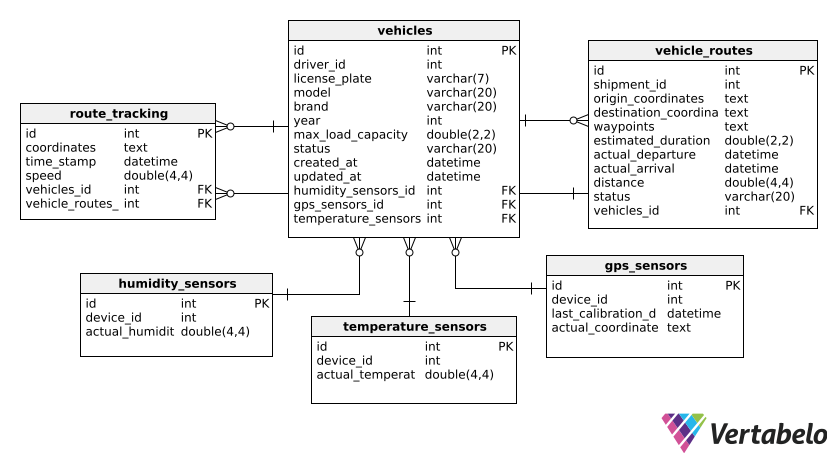 vehicles
id int PK
driver_id int
license_plate varchar(7)
model varchar(20)
brand varchar(20)
year int
max_load_capacity double(2,2)
status varchar(20)
created_at datetime
updated_at datetime
humidity_sensors_id int FK
gps_sensors_id int FK
temperature_sensors int FK
vehicle_routes
id int PK
shipment_id int
origin_coordinates text
destination_coordina text
waypoints text
estimated_duration double(2,2)
actual_departure datetime
actual_arrival datetime
distance double(4,4)
status varchar(20)
vehicles_id int FK
route_tracking
id int PK
coordinates text
time_stamp datetime
speed double(4,4)
vehicles_id int FK
vehicle_routes_ int FK
humidity_sensors
id int PK
device_id int
actual_humidit double(4,4)
temperature_sensors
id int PK
device_id int
actual_temperat double(4,4)
gps_sensors
id int PK
device_id int
last_calibration_d datetime
actual_coordinate text
Vertabelo